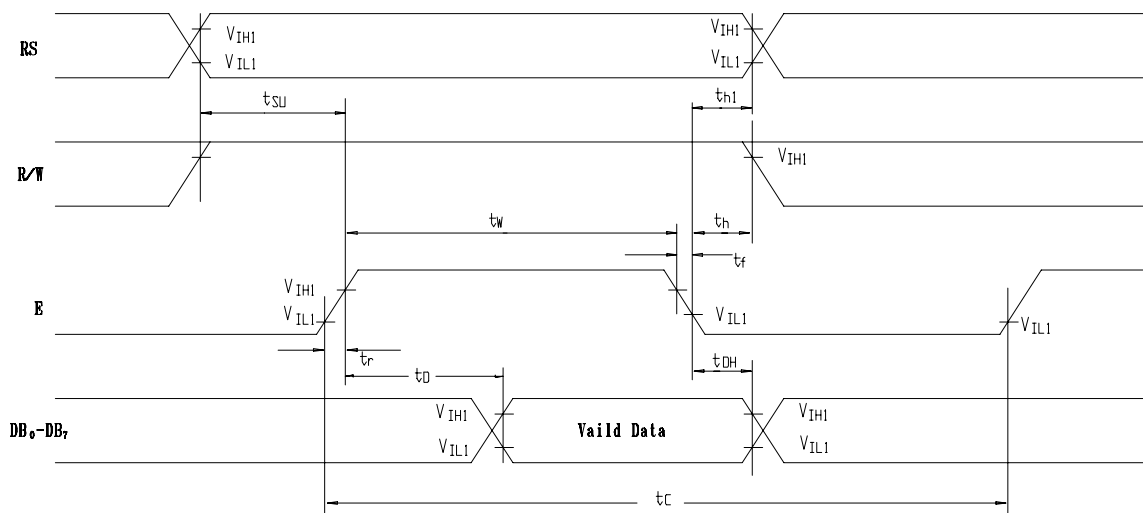 RS
VIH1
VIL1
VIH1
VIL1
tSU
th1
R/W
VIH1
tW
th
tf
E
VIH1
VIL1
VIL1
VIL1
tr
tD
tDH
DB0-DB7
VIH1
VIL1
Vaild Data
VIH1
VIL1
tC